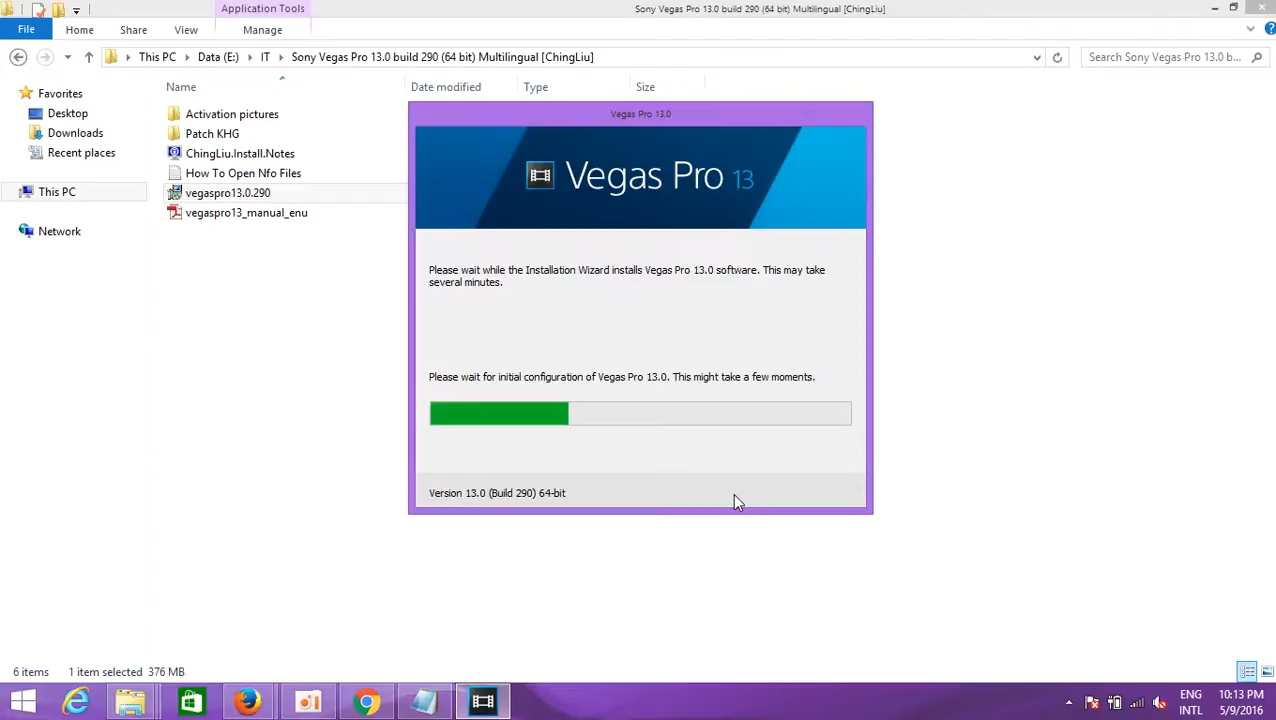 Application Tools
Sony Vegas Pro 13.0 build 290 (64 bit) Multilingual [ChingLiu]
File Home Share View Manage
This PC Data (E:) IT Sony Vegas Pro 13.0 build 290 (64 bit) Multilingual [ChingLiu]
Search Sony Vegas Pro 13.0 b...
Name Date modified Type Size
Favorites
Desktop
Downloads
Recent places
This PC
Network
Activation pictures
Patch KHG
ChingLiu.Install.Notes
How To Open Nfo Files
vegaspro13.0.290
vegaspro13_manual_enu
Vegas Pro 13.0
Vegas Pro 13
Please wait while the Installation Wizard installs Vegas Pro 13.0 software. This may take
several minutes.
Please wait for initial configuration of Vegas Pro 13.0. This might take a few moments.
Version 13.0 (Build 290) 64-bit
6 items 1 item selected 376 MB
ENG 10:13 PM
INTL 5/9/2016